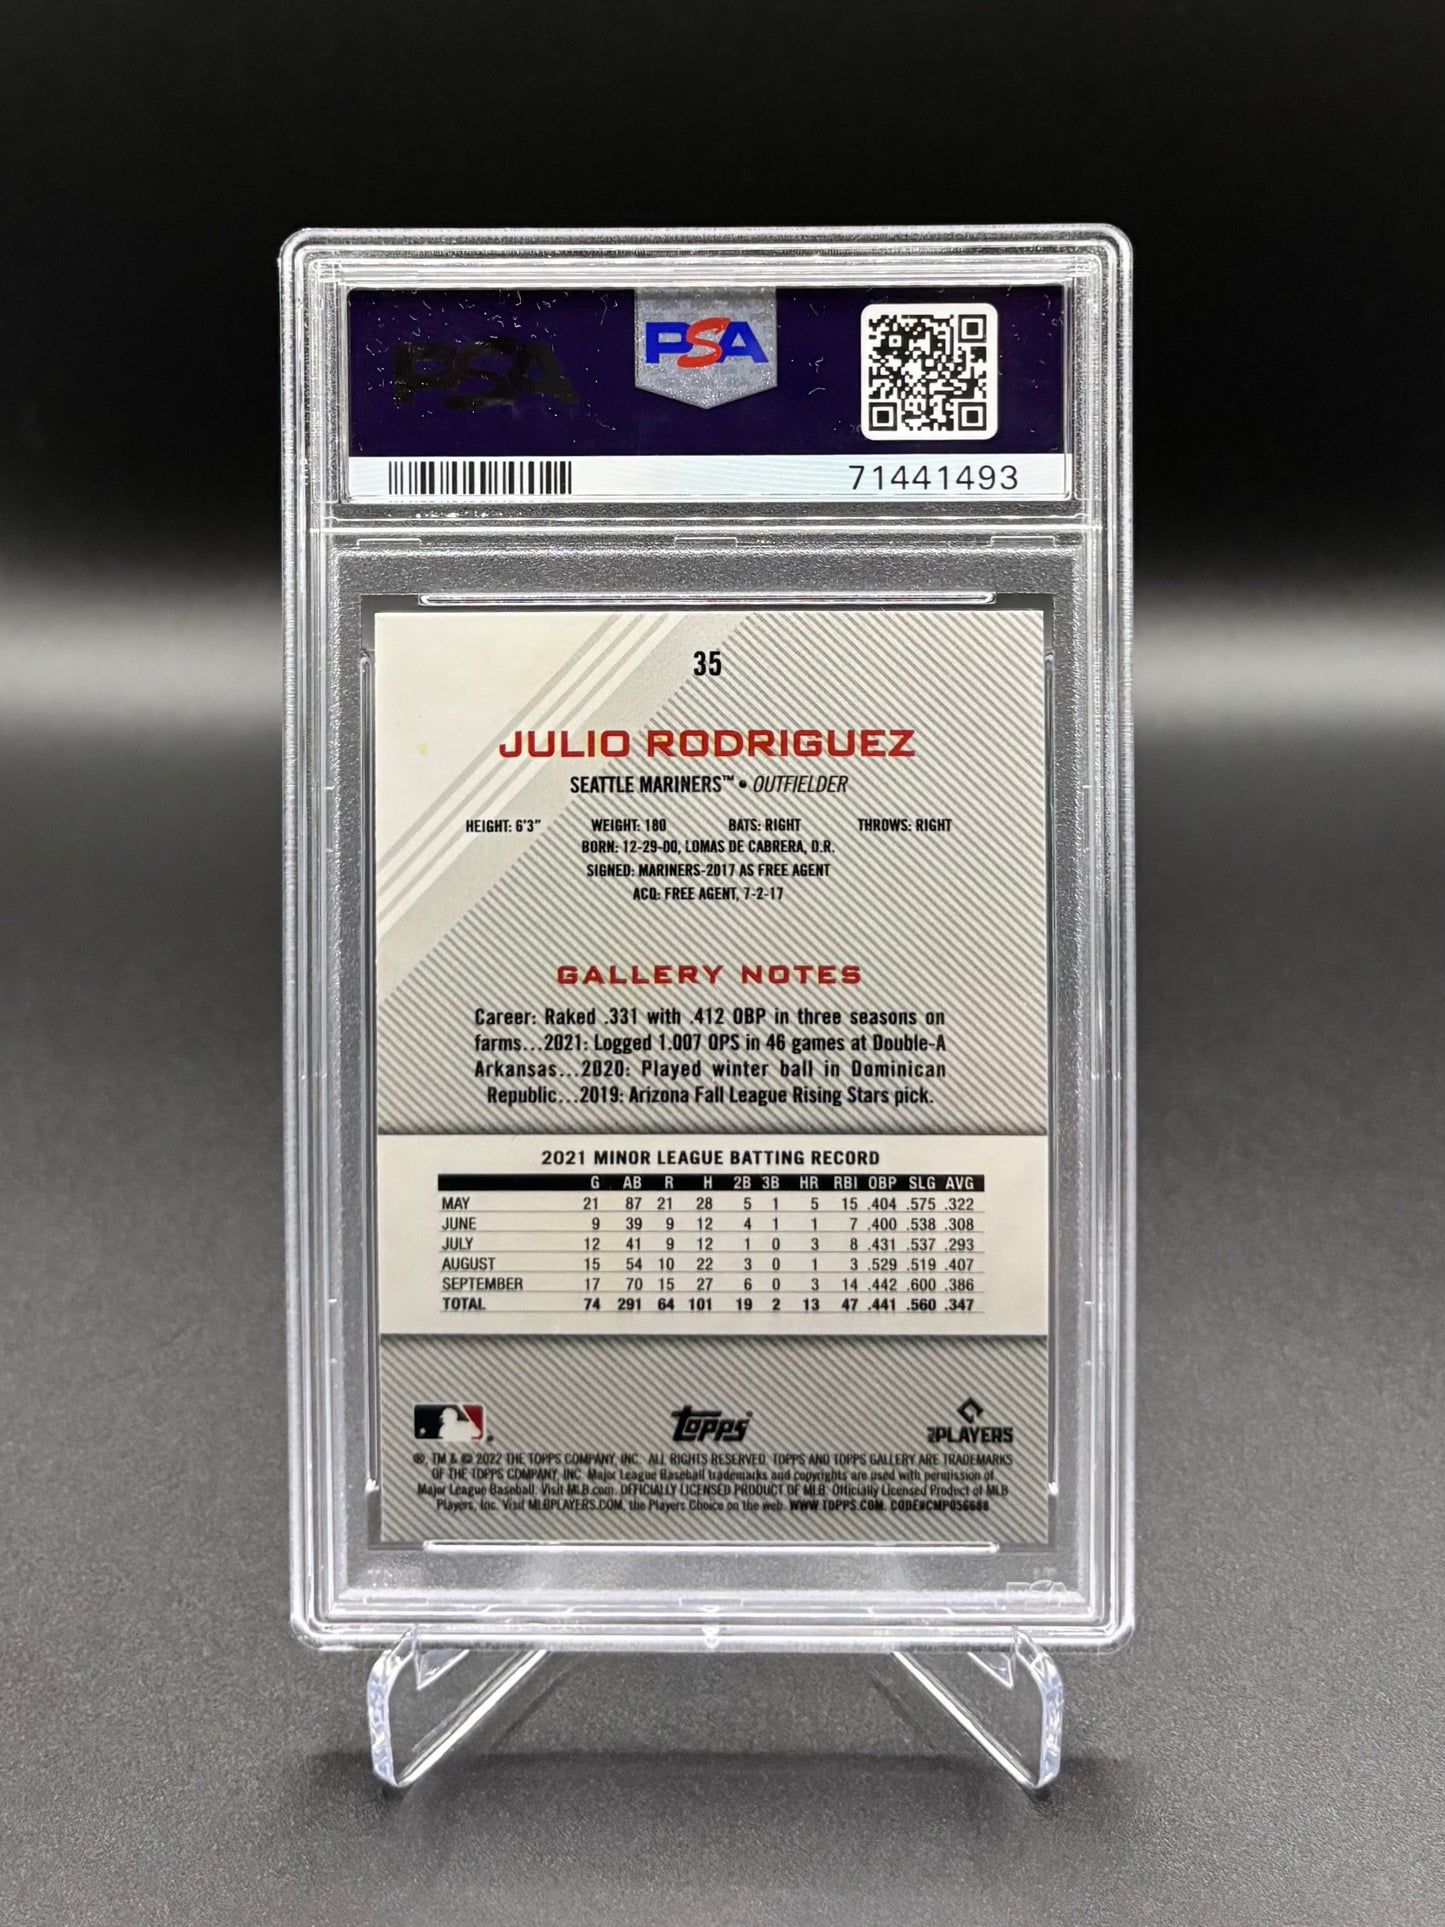 PSA
PSA
71441493
35
JULIO RODRIGUEZ
SEATTLE MARINERS™ • OUTFIELDER
HEIGHT: 6'3" WEIGHT: 180 BATS: RIGHT THROWS: RIGHT
BORN: 12-29-00, LOMAS DE CABRERA, D.R.
SIGNED: MARINERS-2017 AS FREE AGENT
ACQ: FREE AGENT, 7-2-17
GALLERY NOTES
Career: Raked .331 with .412 OBP in three seasons on
farms...2021: Logged 1.007 OPS in 46 games at Double-A
Arkansas...2020: Played winter ball in Dominican
Republic...2019: Arizona Fall League Rising Stars pick.
2021 MINOR LEAGUE BATTING RECORD
G AB R H 2B 3B HR RBI OBP SLG AVG
MAY 21 87 21 28 5 1 5 15 .404 .575 .322
JUNE 9 39 9 12 4 1 1 7 .400 .538 .308
JULY 12 41 9 12 1 0 3 8 .431 .537 .293
AUGUST 15 54 10 22 3 0 1 3 .529 .519 .407
SEPTEMBER 17 70 15 27 6 0 3 14 .442 .600 .386
TOTAL 74 291 64 101 19 2 13 47 .441 .560 .347
Topps
MLB PLAYERS
®, TM & © 2022 THE TOPPS COMPANY, INC. ALL RIGHTS RESERVED. TOPPS AND TOPPS GALLERY ARE TRADEMARKS
OF THE TOPPS COMPANY, INC. Major League Baseball trademarks and copyrights are used with permission of
Major League Baseball. Visit MLB.com. OFFICIALLY LICENSED PRODUCT OF MLB. Officially Licensed Product of MLB
Players, Inc. Visit MLBPLAYERS.COM, the Players Choice on the web. WWW.TOPPS.COM. CODE#CMP056688
PSA